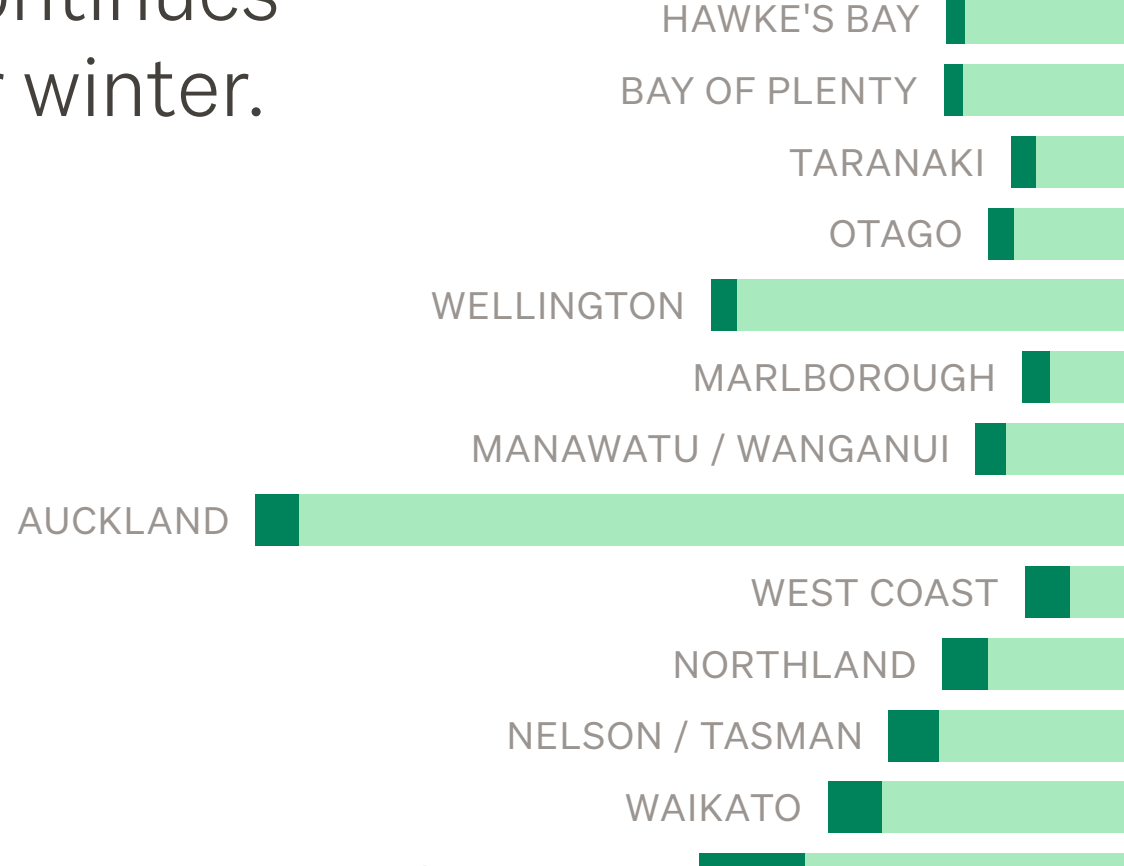 winter.
HAWKE'S BAY
BAY OF PLENTY
TARANAKI
OTAGO
WELLINGTON
MARLBOROUGH
MANAWATU / WANGANUI
AUCKLAND
WEST COAST
NORTHLAND
NELSON / TASMAN
WAIKATO